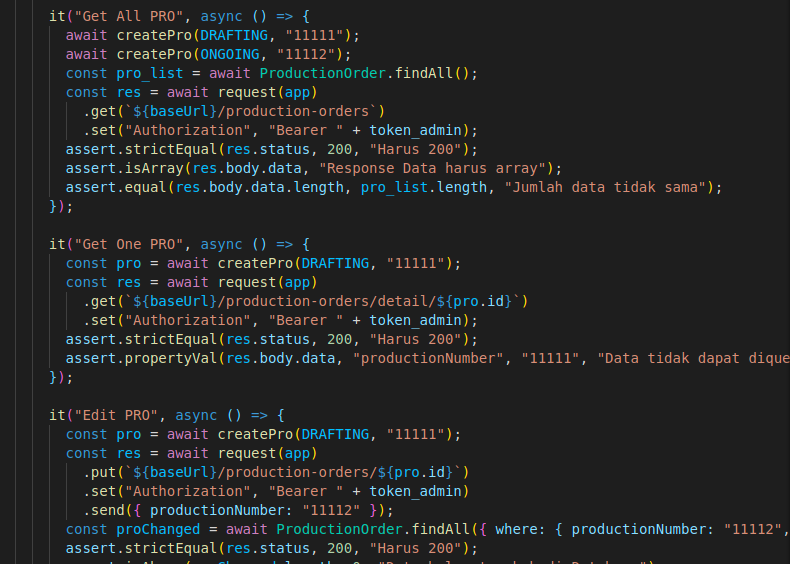 it("Get All PRO", async () => {
await createPro(DRAFTING, "11111");
await createPro(ONGOING, "11112");
const pro_list = await ProductionOrder.findAll();
const res = await request(app)
.get(`${baseUrl}/production-orders`)
.set("Authorization", "Bearer " + token_admin);
assert.strictEqual(res.status, 200, "Harus 200");
assert.isArray(res.body.data, "Response Data harus array");
assert.equal(res.body.data.length, pro_list.length, "Jumlah data tidak sama");
});
it("Get One PRO", async () => {
const pro = await createPro(DRAFTING, "11111");
const res = await request(app)
.get(`${baseUrl}/production-orders/detail/${pro.id}`)
.set("Authorization", "Bearer " + token_admin);
assert.strictEqual(res.status, 200, "Harus 200");
assert.propertyVal(res.body.data, "productionNumber", "11111", "Data tidak dapat dique
});
it("Edit PRO", async () => {
const pro = await createPro(DRAFTING, "11111");
const res = await request(app)
.put(`${baseUrl}/production-orders/${pro.id}`)
.set("Authorization", "Bearer " + token_admin)
.send({ productionNumber: "11112" });
const proChanged = await ProductionOrder.findAll({ where: { productionNumber: "11112",
assert.strictEqual(res.status, 200, "Harus 200");